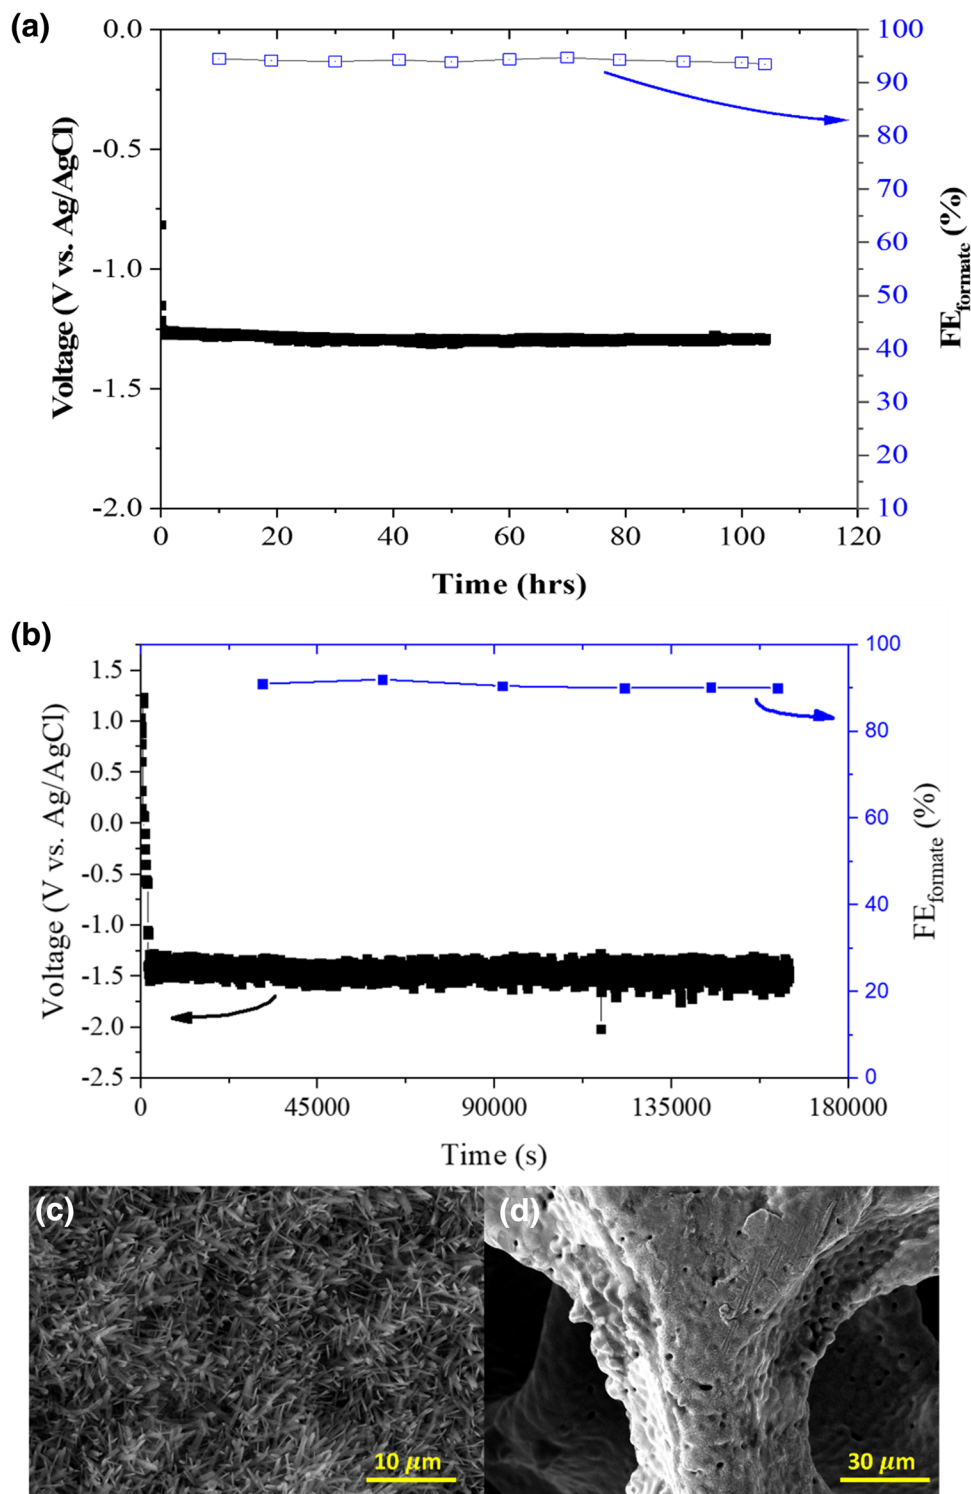 (a)
0.0
-0.5
-1.0
-1.5
-2.0
Voltage (V vs. Ag/AgCl)
100
90
80
70
60
50
40
30
20
10
FEformate (%)
0 20 40 60 80 100 120
Time (hrs)
(b)
1.5
1.0
0.5
0.0
-0.5
-1.0
-1.5
-2.0
-2.5
Voltage (V vs. Ag/AgCl)
100
80
60
40
20
0
FEformate (%)
0 45000 90000 135000 180000
Time (s)
(c)
10 μm
(d)
30 μm